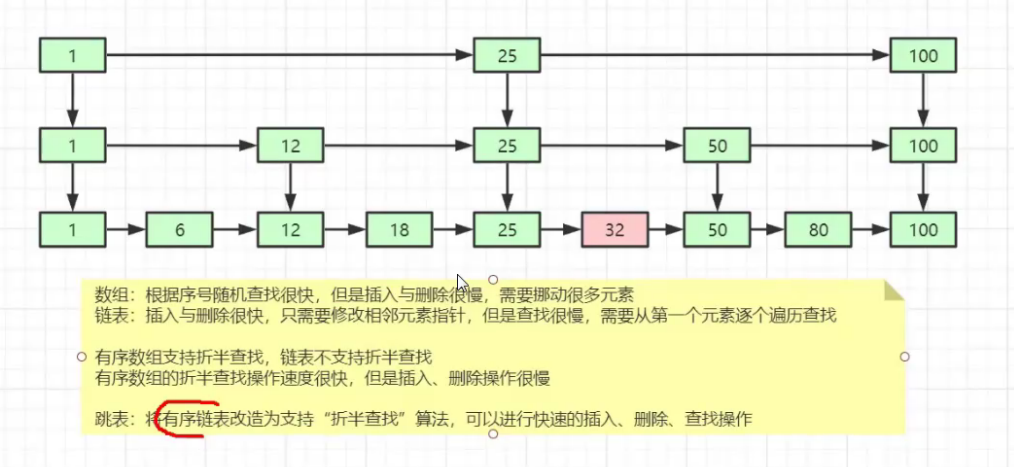 1 25 100
1 12 25 50 100
1 6 12 18 25 32 50 80 100
数组：根据序号随机查找很快，但是插入与删除很慢，需要挪动很多元素
链表：插入与删除很快，只需要修改相邻元素指针，但是查找很慢，需要从第一个元素逐个遍历查找
有序数组支持折半查找，链表不支持折半查找
有序数组的折半查找操作速度很快，但是插入、删除操作很慢
跳表：将有序链表改造为支持“折半查找”算法，可以进行快速的插入、删除、查找操作